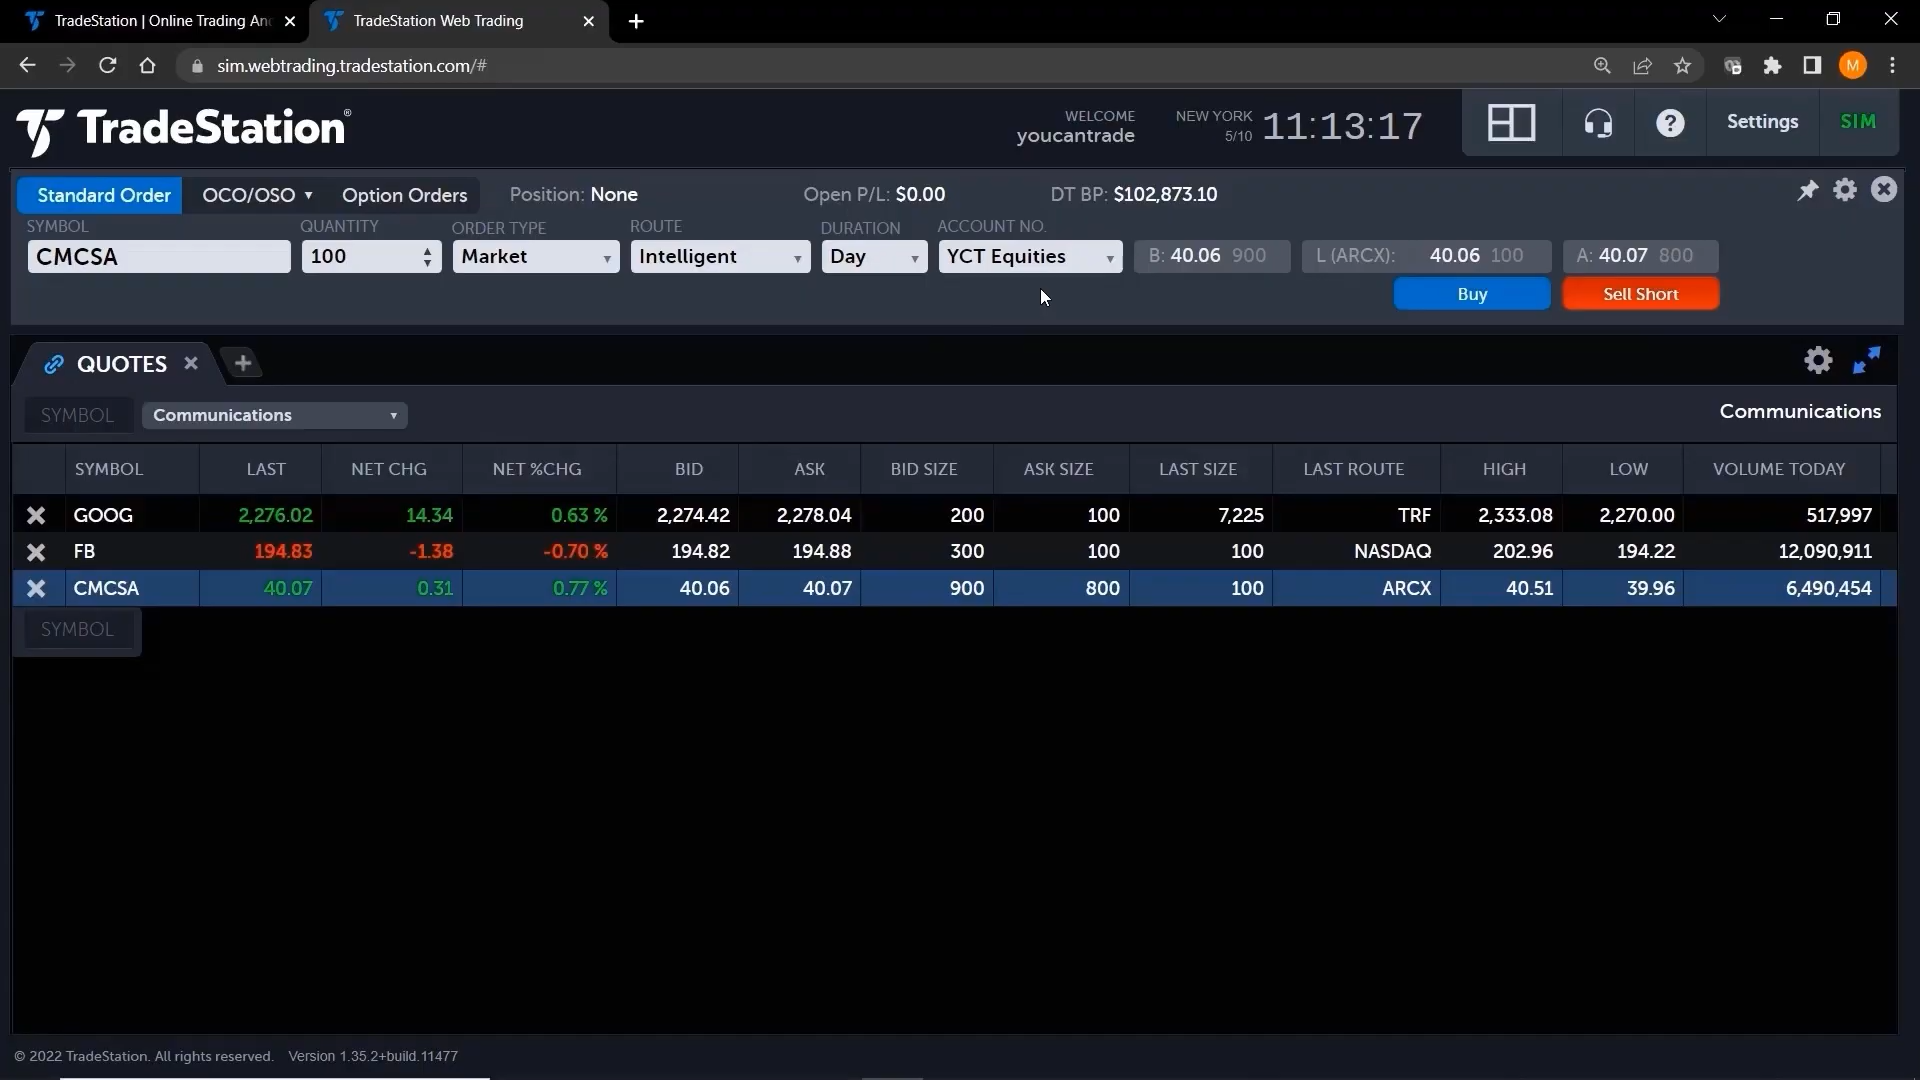 TradeStation | Online Trading An
TradeStation Web Trading
sim.webtrading.tradestation.com/#
M
TradeStation®
WELCOME
youcantrade
NEW YORK
5/10
11:13:17
Settings
SIM
Standard Order
OCO/OSO
Option Orders
Position: None
Open P/L: $0.00
DT BP: $102,873.10
SYMBOL
QUANTITY
ORDER TYPE
ROUTE
DURATION
ACCOUNT NO.
CMCSA
100
Market
Intelligent
Day
YCT Equities
B: 40.06 900
L (ARCX): 40.06 100
A: 40.07 800
Buy
Sell Short
QUOTES
SYMBOL
Communications
Communications
SYMBOL LAST NET CHG NET %CHG BID ASK BID SIZE ASK SIZE LAST SIZE LAST ROUTE HIGH LOW VOLUME TODAY
GOOG 2,276.02 14.34 0.63 % 2,274.42 2,278.04 200 100 7,225 TRF 2,333.08 2,270.00 517,997
FB 194.83 -1.38 -0.70 % 194.82 194.88 300 100 100 NASDAQ 202.96 194.22 12,090,911
CMCSA 40.07 0.31 0.77 % 40.06 40.07 900 800 100 ARCX 40.51 39.96 6,490,454
SYMBOL
© 2022 TradeStation. All rights reserved. Version 1.35.2+build.11477